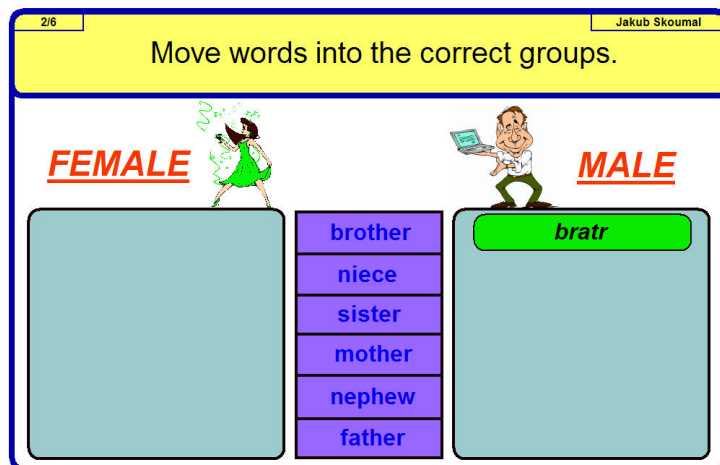 2/6
Jakub Skoumal
Move words into the correct groups.
FEMALE
MALE
brother
niece
sister
mother
nephew
father
bratr